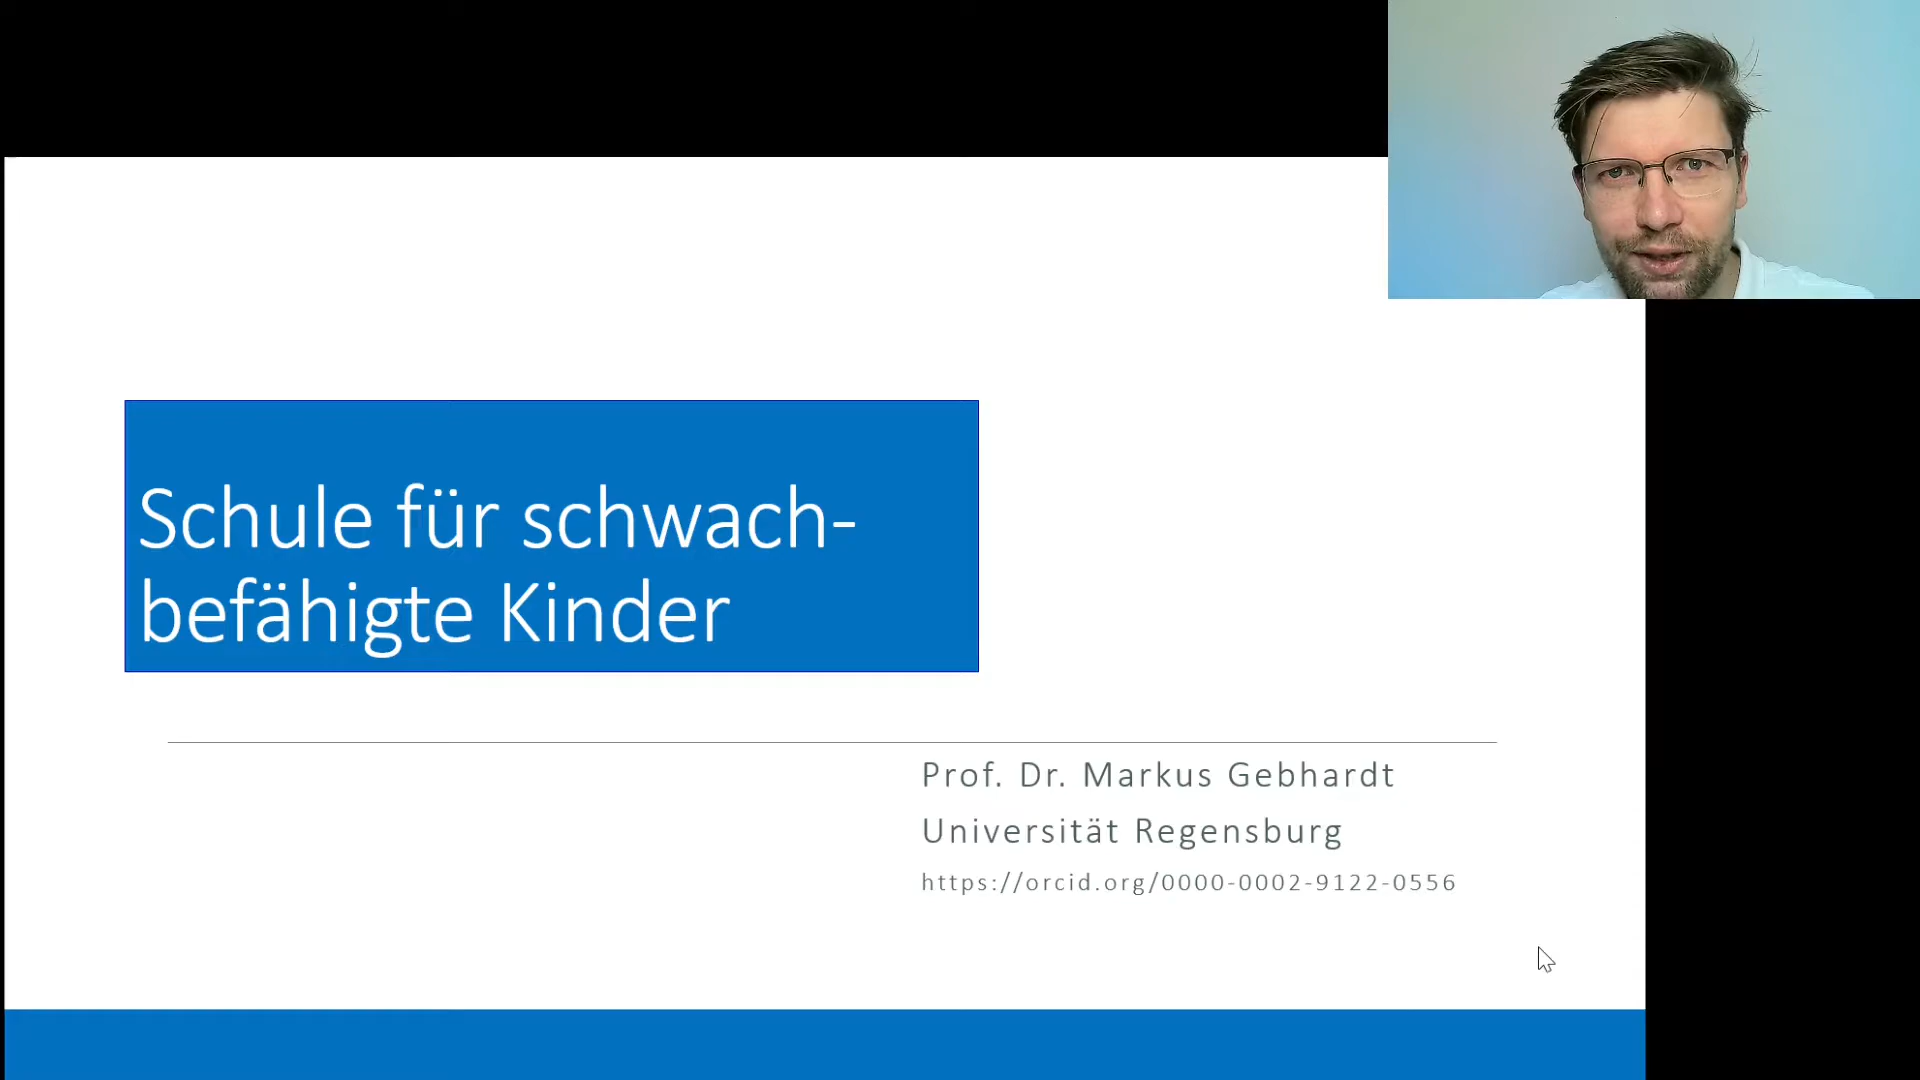 Schule für schwach-
befähigte Kinder
Prof. Dr. Markus Gebhardt
Universität Regensburg
https://orcid.org/0000-0002-9122-0556